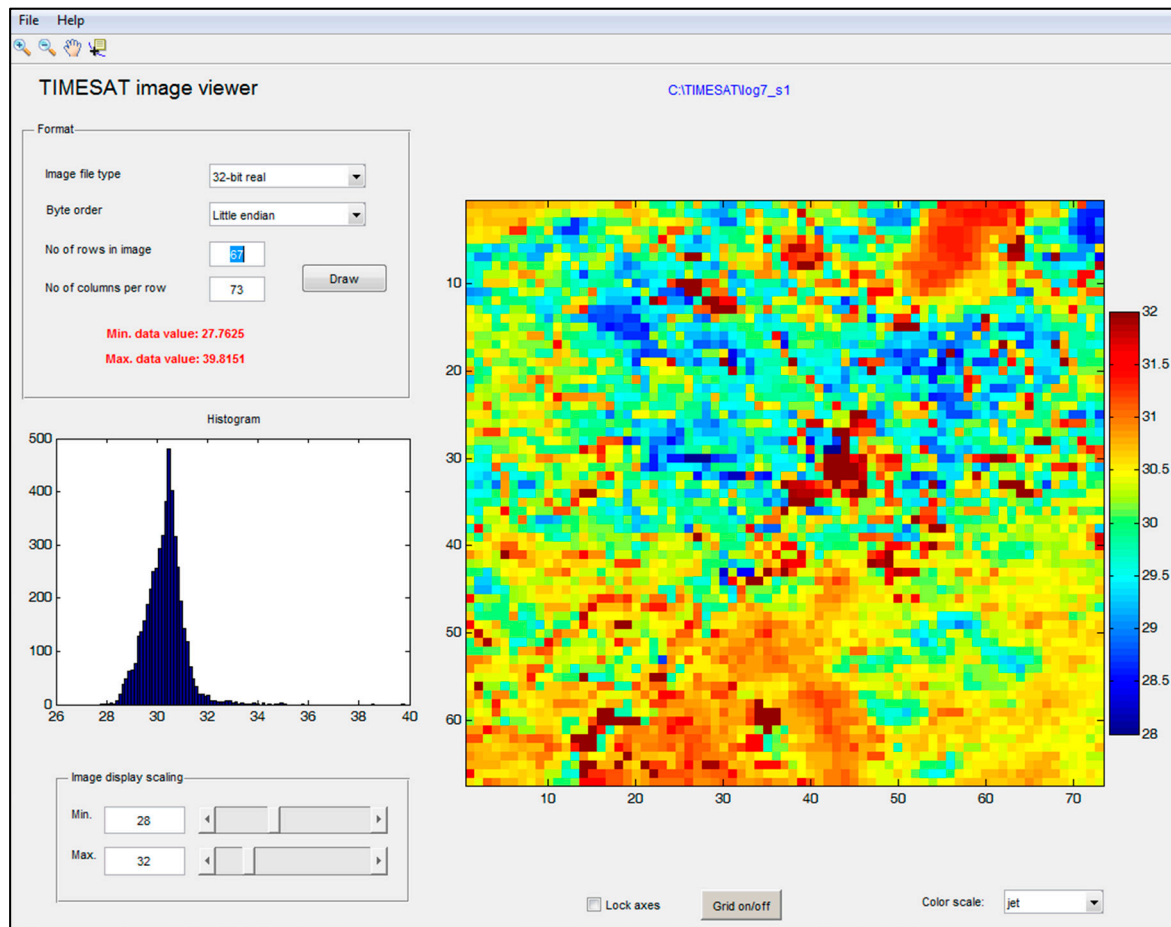 File Help
TIMESAT image viewer
C:\TIMESAT\log7_s1
Format
Image file type 32-bit real
Byte order Little endian
No of rows in image 67
No of columns per row 73
Draw
Min. data value: 27.7625
Max. data value: 39.8151
Histogram
500
400
300
200
100
0
26 28 30 32 34 36 38 40
10
20
30
40
50
60
10 20 30 40 50 60 70
32
31.5
31
30.5
30
29.5
29
28.5
28
Image display scaling
Min. 28
Max. 32
Lock axes
Grid on/off
Color scale: jet